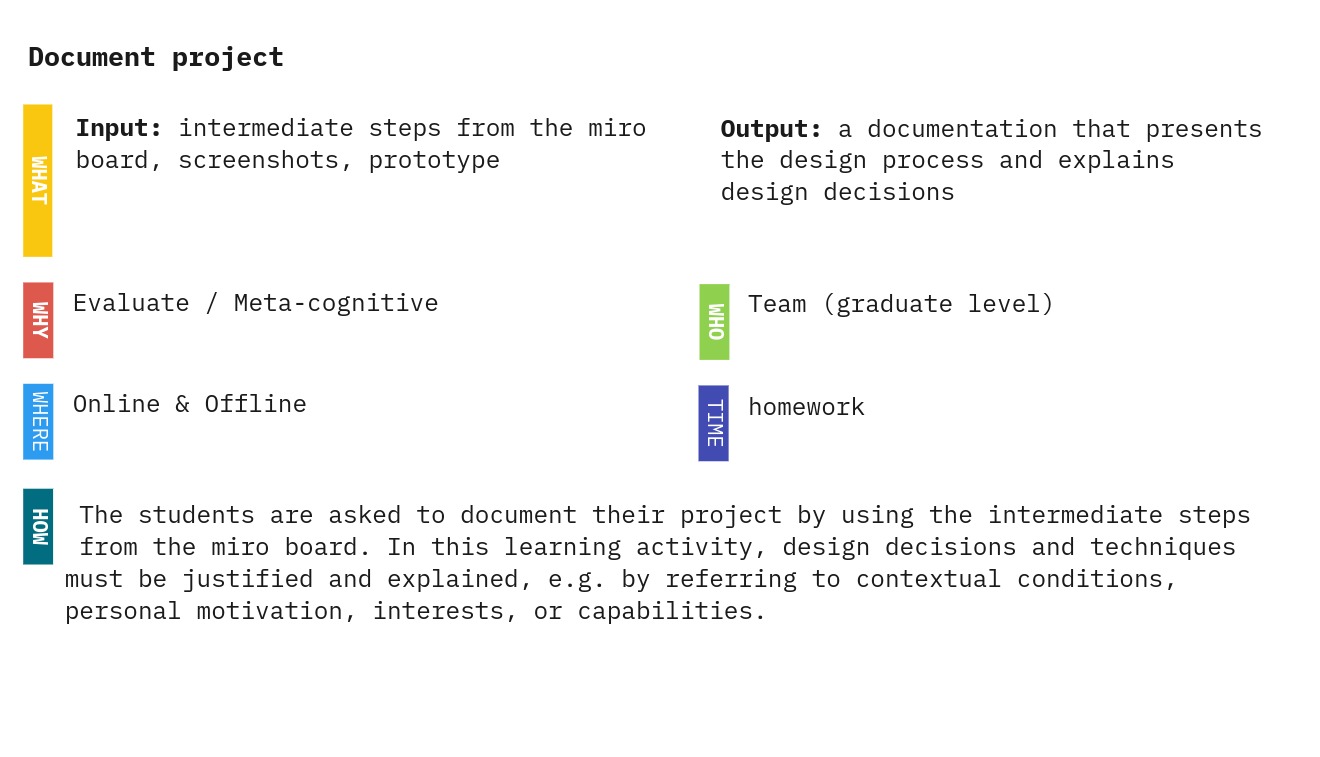 Document project
WHAT
Input: intermediate steps from the miro
board, screenshots, prototype
Output: a documentation that presents
the design process and explains
design decisions
WHY
Evaluate / Meta-cognitive
WHO
Team (graduate level)
WHERE
Online & Offline
TIME
homework
HOW
The students are asked to document their project by using the intermediate steps
from the miro board. In this learning activity, design decisions and techniques
must be justified and explained, e.g. by referring to contextual conditions,
personal motivation, interests, or capabilities.